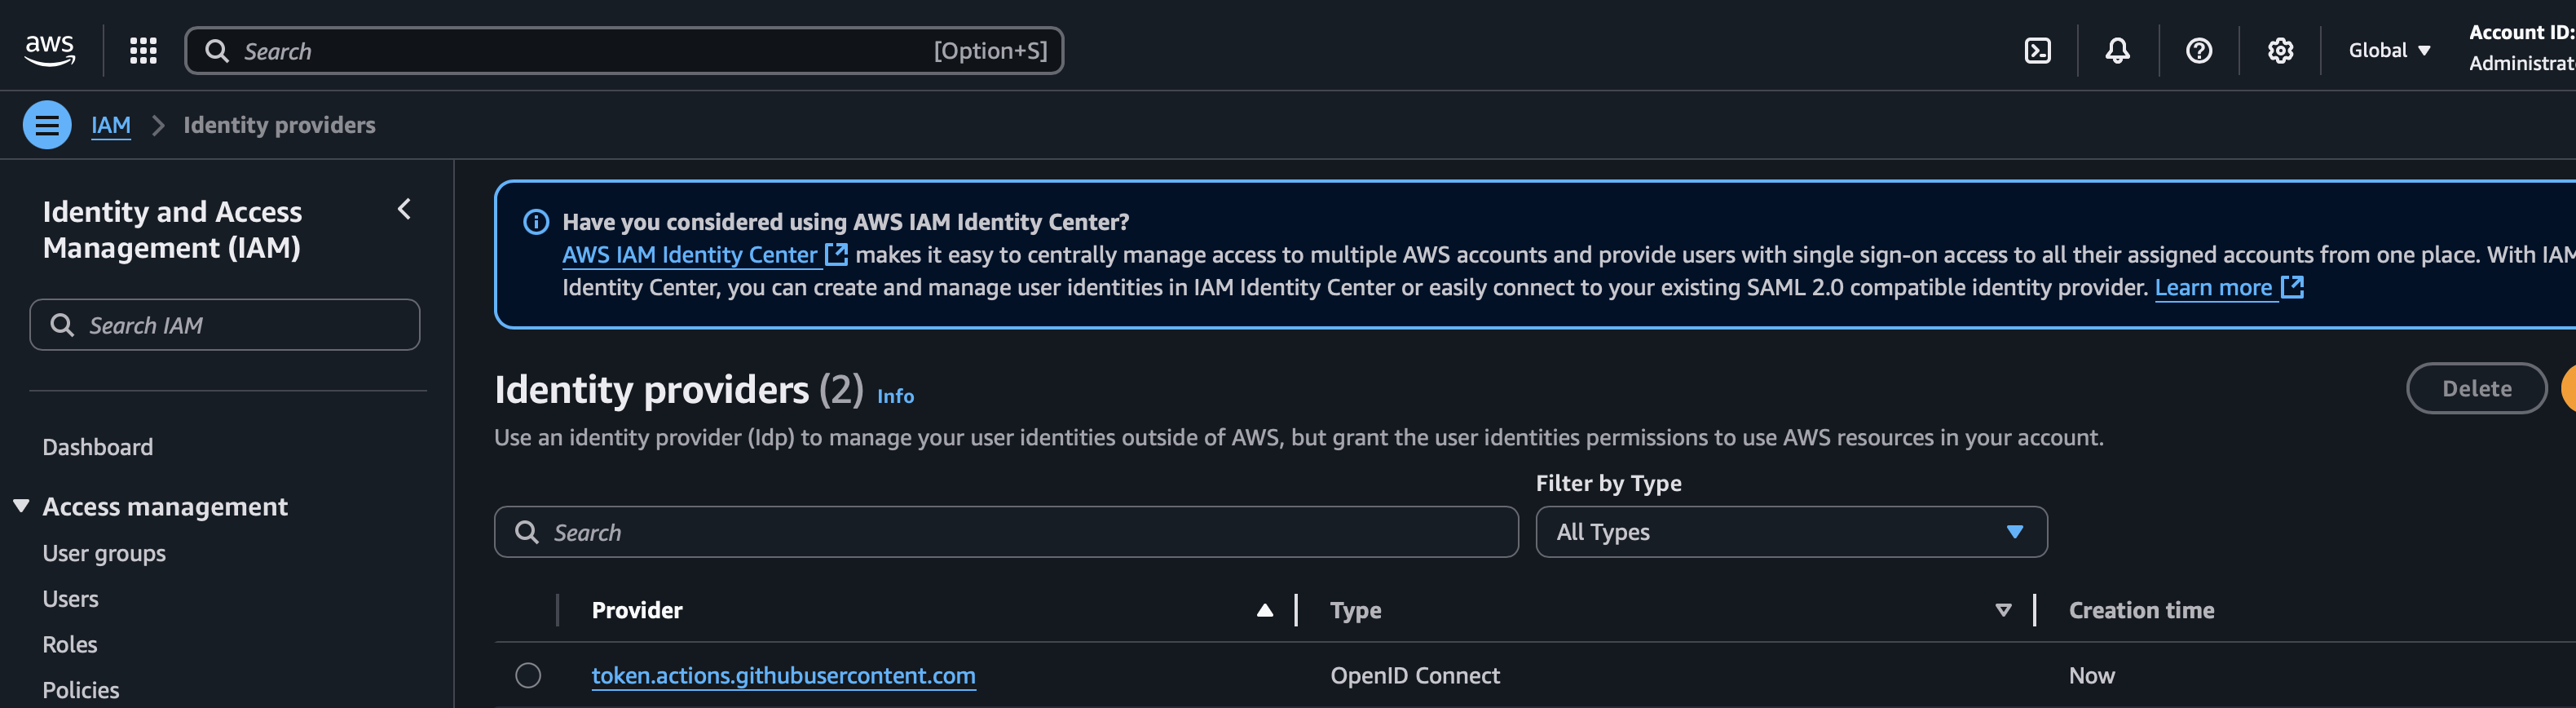 aws
Search [Option+S]
Global
Account ID:
Administrat
IAM > Identity providers
Identity and Access
Management (IAM)
Search IAM
Dashboard
Access management
User groups
Users
Roles
Policies
Have you considered using AWS IAM Identity Center?
AWS IAM Identity Center makes it easy to centrally manage access to multiple AWS accounts and provide users with single sign-on access to all their assigned accounts from one place. With IAM
Identity Center, you can create and manage user identities in IAM Identity Center or easily connect to your existing SAML 2.0 compatible identity provider. Learn more
Identity providers (2) Info
Delete
Use an identity provider (Idp) to manage your user identities outside of AWS, but grant the user identities permissions to use AWS resources in your account.
Filter by Type
Search
All Types
Provider Type Creation time
token.actions.githubusercontent.com OpenID Connect Now